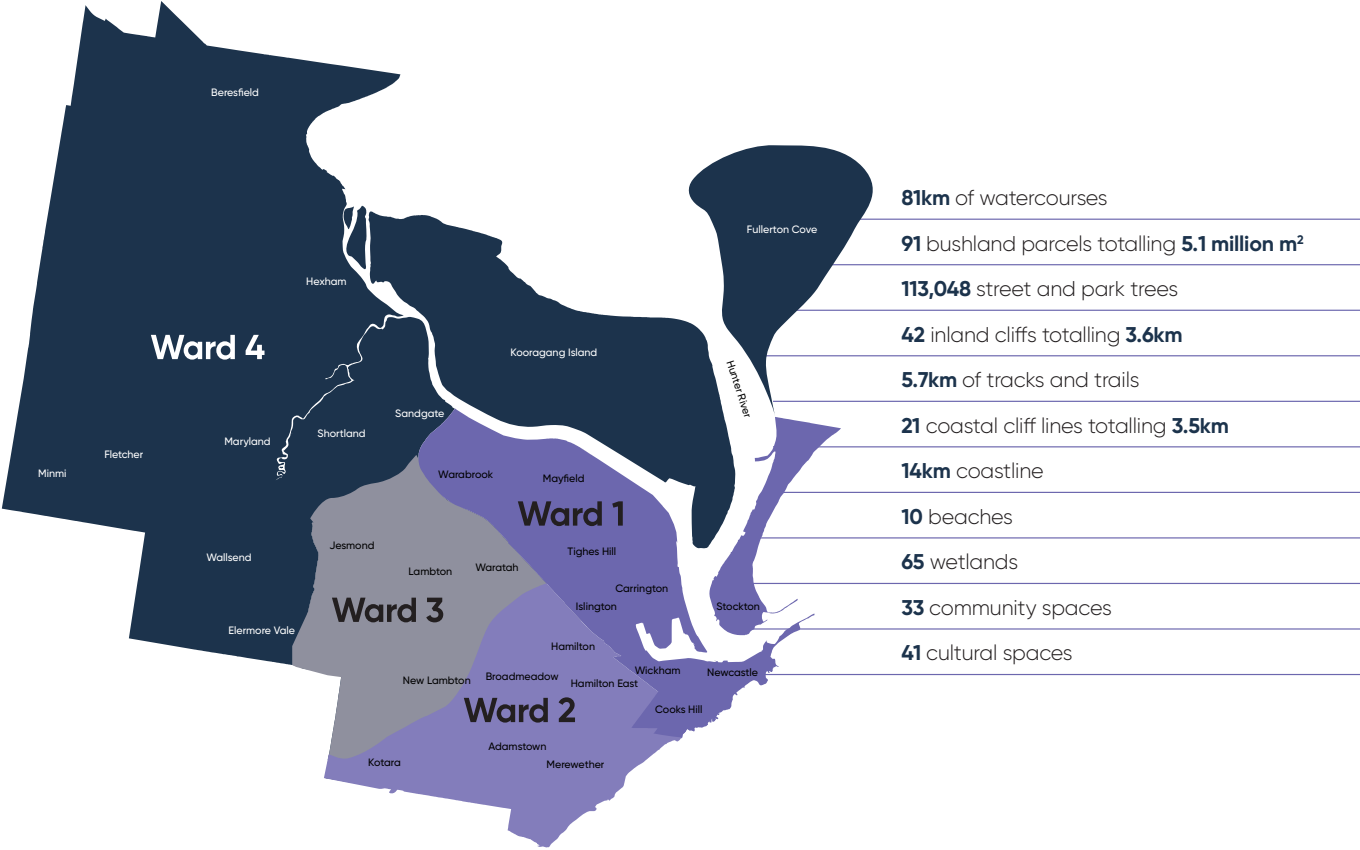 Beresfield
Fullerton Cove
Hexham
Ward 4
Kooragang Island
Hunter River
Sandgate
Shortland
Maryland
Fletcher
Minmi
Warabrook
Mayfield
Ward 1
Wallsend
Jesmond
Tighes Hill
Lambton
Waratah
Carrington
Islington
Stockton
Ward 3
Elermore Vale
Hamilton
Wickham
Newcastle
New Lambton
Broadmeadow
Hamilton East
Ward 2
Cooks Hill
Adamstown
Kotara
Merewether
81km of watercourses
91 bushland parcels totalling 5.1 million m²
113,048 street and park trees
42 inland cliffs totalling 3.6km
5.7km of tracks and trails
21 coastal cliff lines totalling 3.5km
14km coastline
10 beaches
65 wetlands
33 community spaces
41 cultural spaces